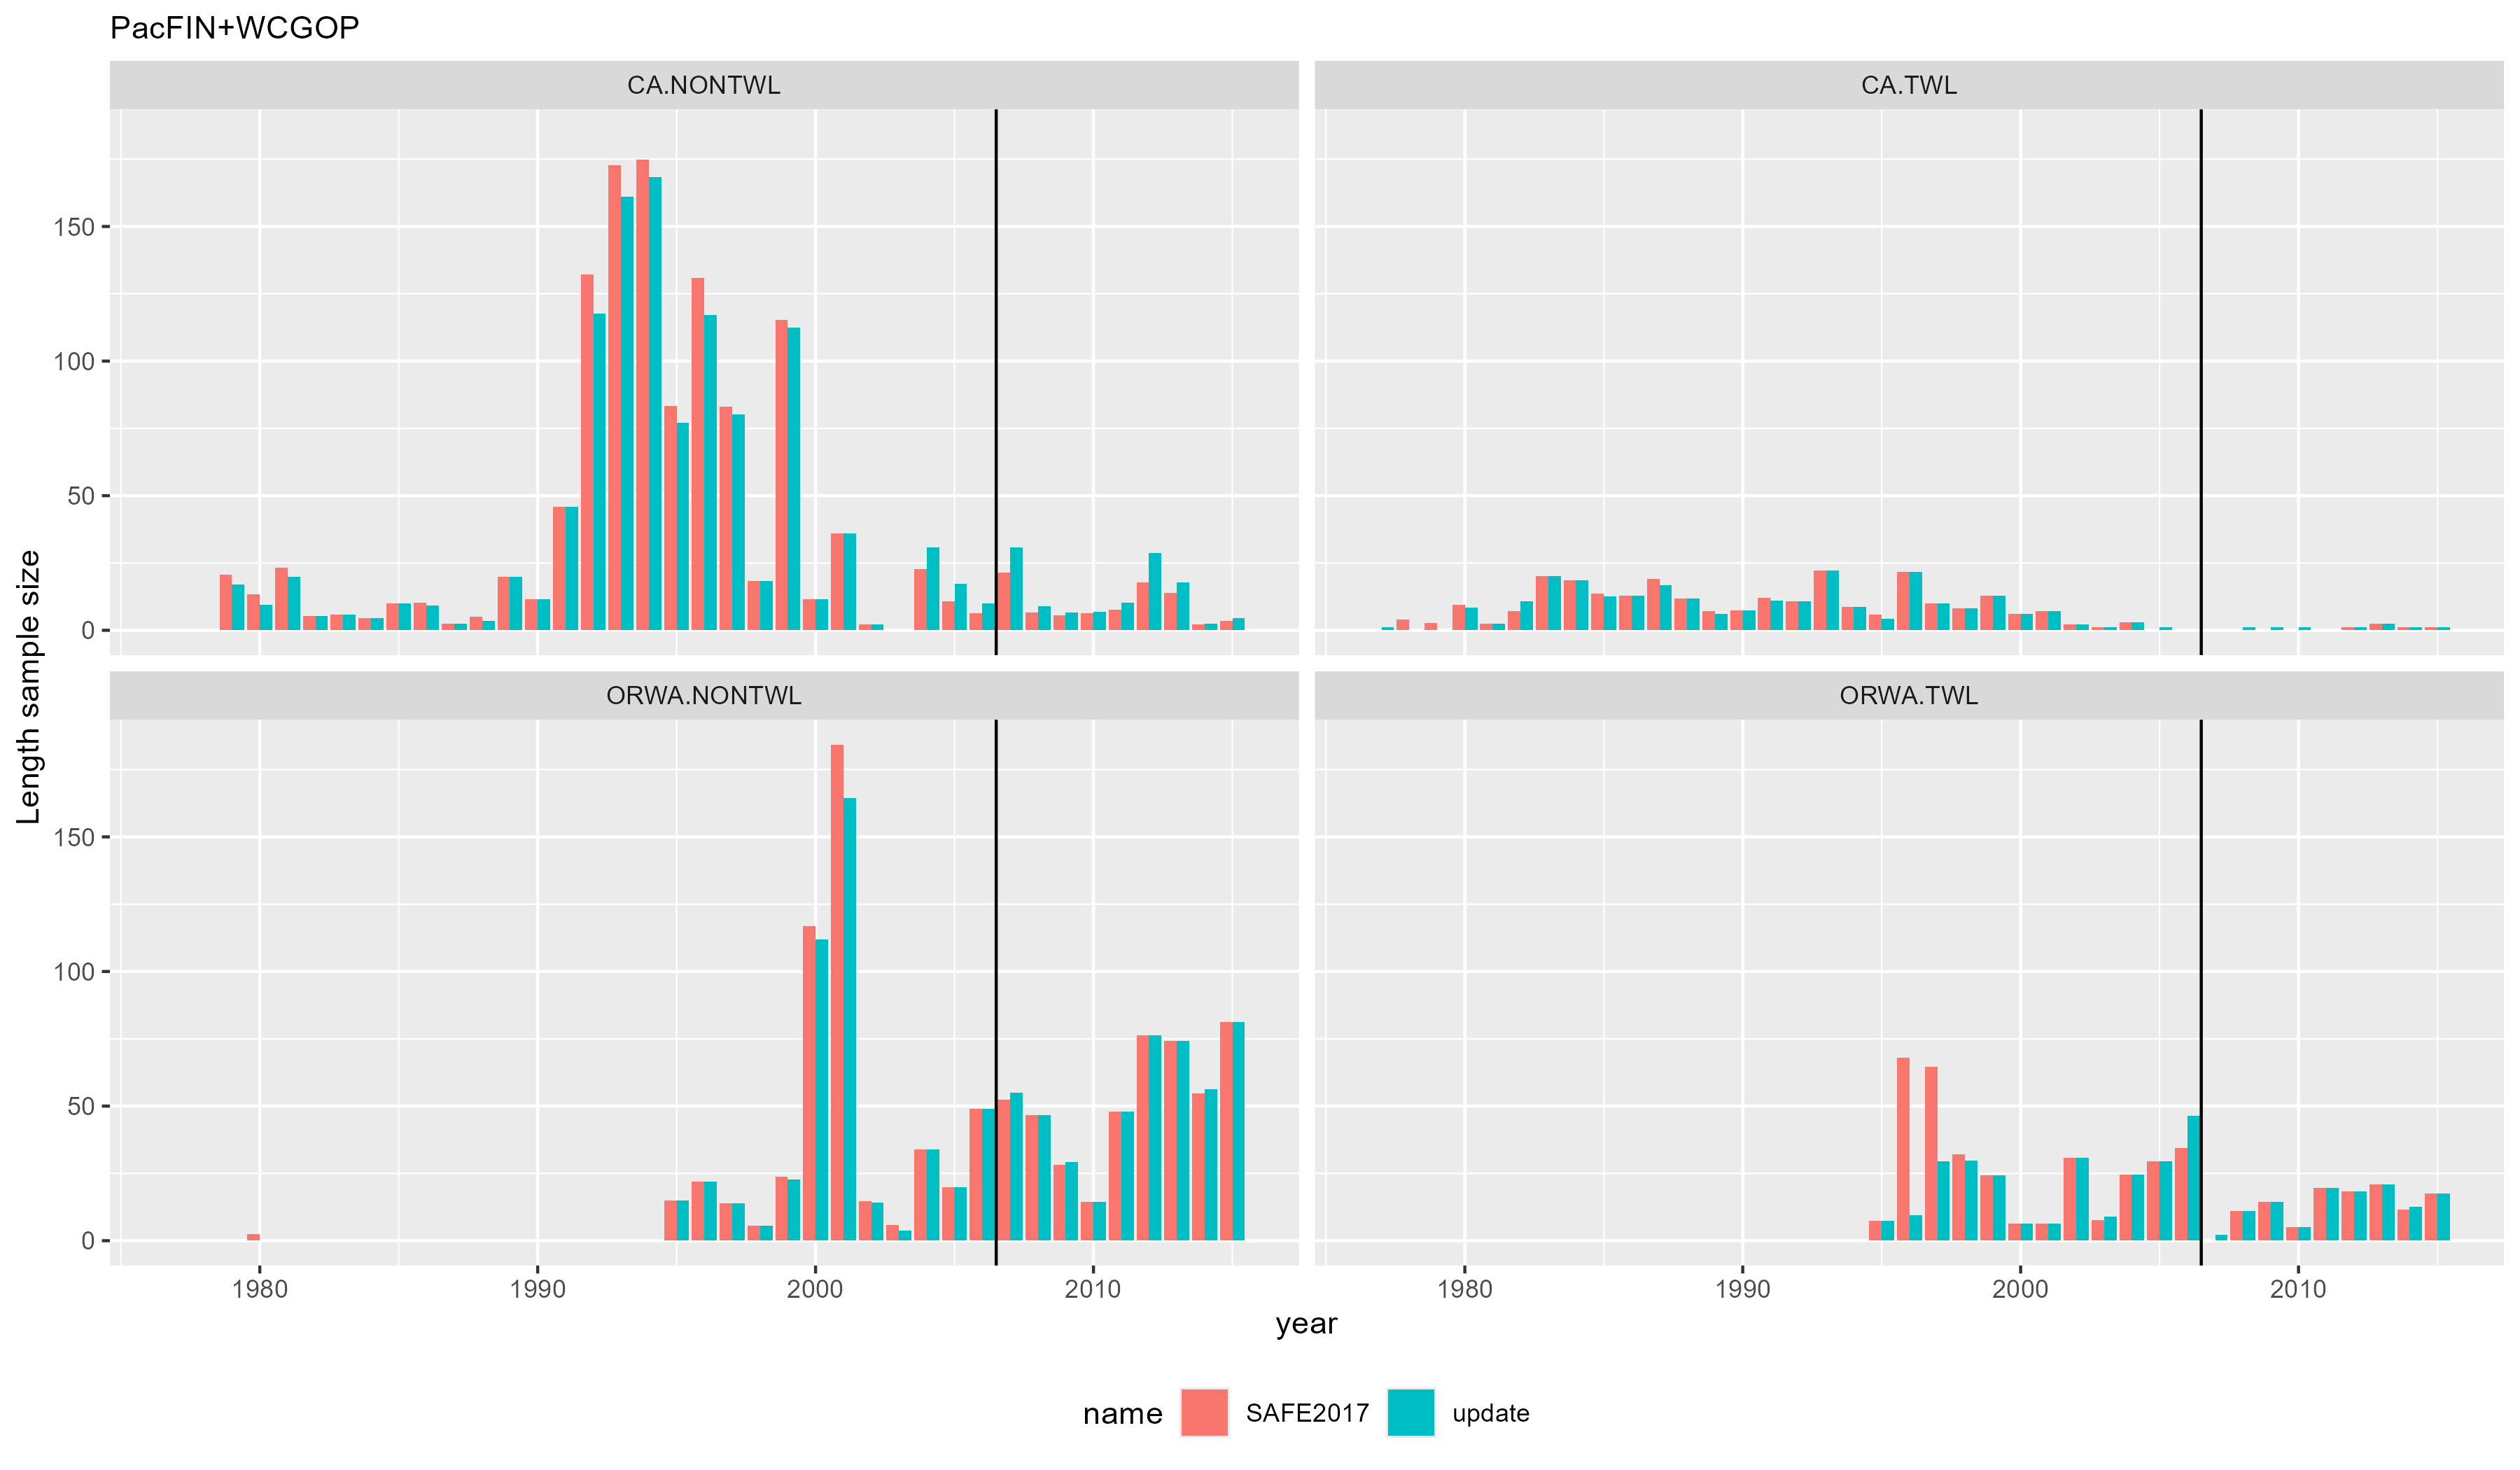 PacFIN+WCGOP
CA.NONTWL
CA.TWL
150
100
50
0
Length sample size
ORWA.NONTWL
ORWA.TWL
150
100
50
0
1980
1990
2000
2010
1980
1990
2000
2010
year
name
SAFE2017
update